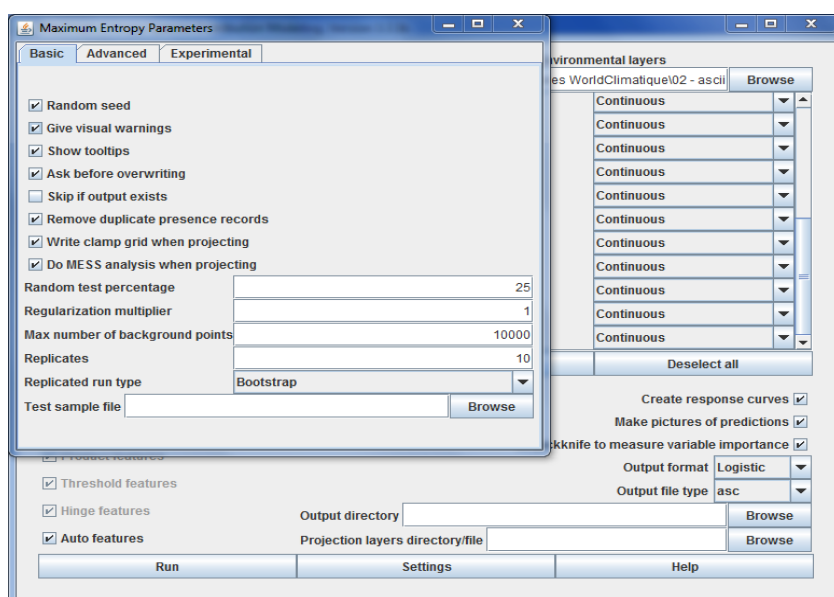 Maximum Entropy Parameters
Basic
Advanced
Experimental
Random seed
Give visual warnings
Show tooltips
Ask before overwriting
Skip if output exists
Remove duplicate presence records
Write clamp grid when projecting
Do MESS analysis when projecting
Random test percentage 25
Regularization multiplier 1
Max number of background points 10000
Replicates 10
Replicated run type Bootstrap
Test sample file Browse
vironmental layers
es WorldClimatique\02 - ascii Browse
Continuous
Continuous
Continuous
Continuous
Continuous
Continuous
Continuous
Continuous
Continuous
Continuous
Continuous
Deselect all
Create response curves
Make pictures of predictions
ckknife to measure variable importance
Output format Logistic
Output file type asc
Product features
Threshold features
Hinge features
Auto features
Output directory Browse
Projection layers directory/file Browse
Run
Settings
Help